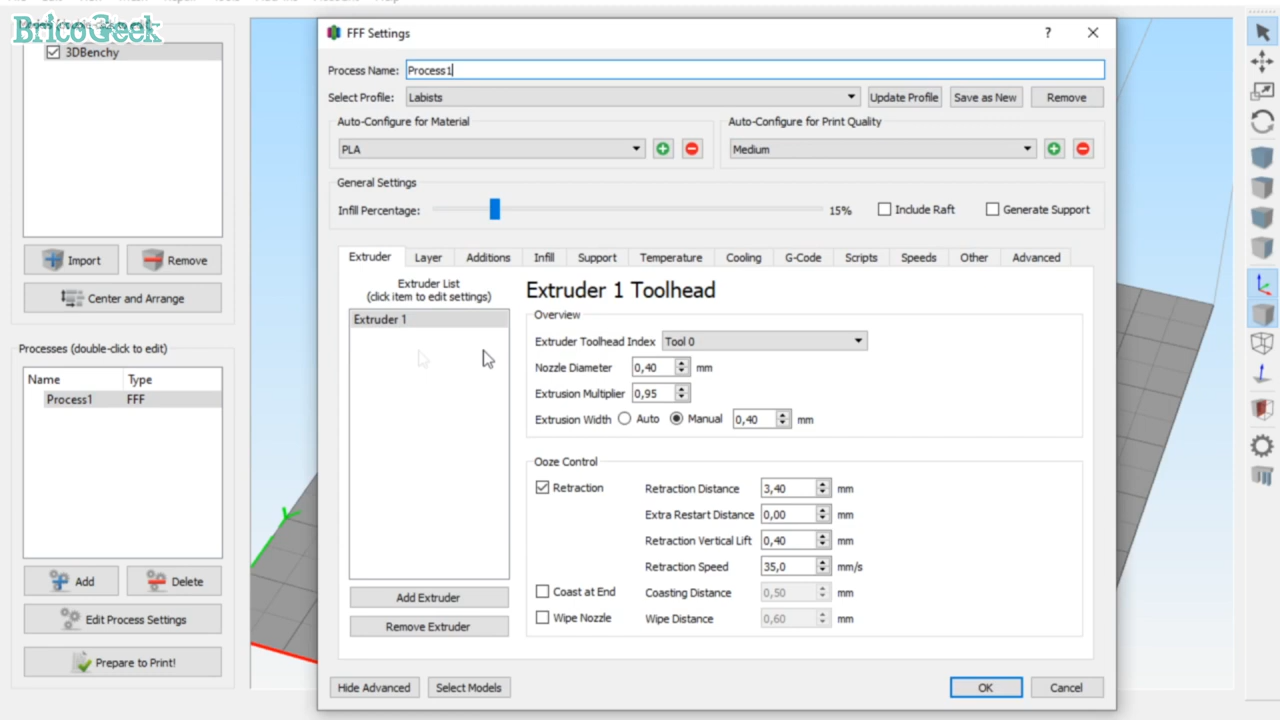 BricoGeek
3DBenchy
Import
Remove
Center and Arrange
Processes (double-click to edit)
Name Type
Process1 FFF
Add
Delete
Edit Process Settings
Prepare to Print!
FFF Settings
?
Process Name: Process1
Select Profile: Labists
Update Profile
Save as New
Remove
Auto-Configure for Material
PLA
Auto-Configure for Print Quality
Medium
General Settings
Infill Percentage: 15%
Include Raft
Generate Support
Extruder Layer Additions Infill Support Temperature Cooling G-Code Scripts Speeds Other Advanced
Extruder List
(click item to edit settings)
Extruder 1
Add Extruder
Remove Extruder
Extruder 1 Toolhead
Overview
Extruder Toolhead Index Tool 0
Nozzle Diameter 0,40 mm
Extrusion Multiplier 0,95
Extrusion Width Auto Manual 0,40 mm
Ooze Control
Retraction
Retraction Distance 3,40 mm
Extra Restart Distance 0,00 mm
Retraction Vertical Lift 0,40 mm
Retraction Speed 35,0 mm/s
Coast at End Coasting Distance 0,50 mm
Wipe Nozzle Wipe Distance 0,60 mm
Hide Advanced
Select Models
OK
Cancel